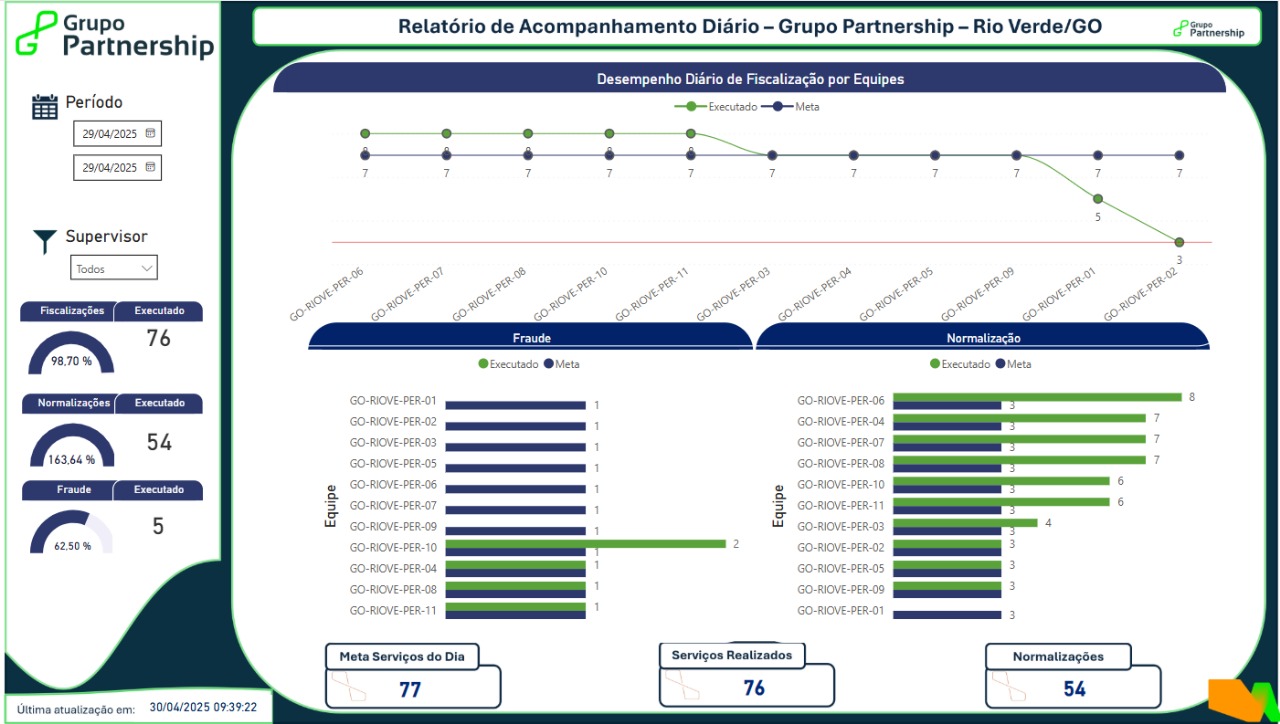 Grupo
Partnership
Relatório de Acompanhamento Diário – Grupo Partnership – Rio Verde/GO
Grupo
Partnership
Período
29/04/2025
29/04/2025
Supervisor
Todos
Fiscalizações Executado
98,70 %
76
Normalizações Executado
163,64 %
54
Fraude Executado
62,50 %
5
Última atualização em: 30/04/2025 09:39:22
Desempenho Diário de Fiscalização por Equipes
Executado Meta
8 8 8 8 8
7 7 7 7 7 7 7 7 7 7 7
5
3
GO-RIOVE-PER-06
GO-RIOVE-PER-07
GO-RIOVE-PER-08
GO-RIOVE-PER-10
GO-RIOVE-PER-11
GO-RIOVE-PER-03
GO-RIOVE-PER-04
GO-RIOVE-PER-05
GO-RIOVE-PER-09
GO-RIOVE-PER-01
GO-RIOVE-PER-02
Fraude
Executado Meta
Equipe
GO-RIOVE-PER-01 1
GO-RIOVE-PER-02 1
GO-RIOVE-PER-03 1
GO-RIOVE-PER-05 1
GO-RIOVE-PER-06 1
GO-RIOVE-PER-07 1
GO-RIOVE-PER-09 1
GO-RIOVE-PER-10 2 1
GO-RIOVE-PER-04 1
GO-RIOVE-PER-08 1
GO-RIOVE-PER-11 1
Normalização
Executado Meta
Equipe
GO-RIOVE-PER-06 8 3
GO-RIOVE-PER-04 7 3
GO-RIOVE-PER-07 7 3
GO-RIOVE-PER-08 7 3
GO-RIOVE-PER-10 6 3
GO-RIOVE-PER-11 6 3
GO-RIOVE-PER-03 4 3
GO-RIOVE-PER-02 3
GO-RIOVE-PER-05 3
GO-RIOVE-PER-09 3
GO-RIOVE-PER-01 3
Meta Serviços do Dia
77
Serviços Realizados
76
Normalizações
54